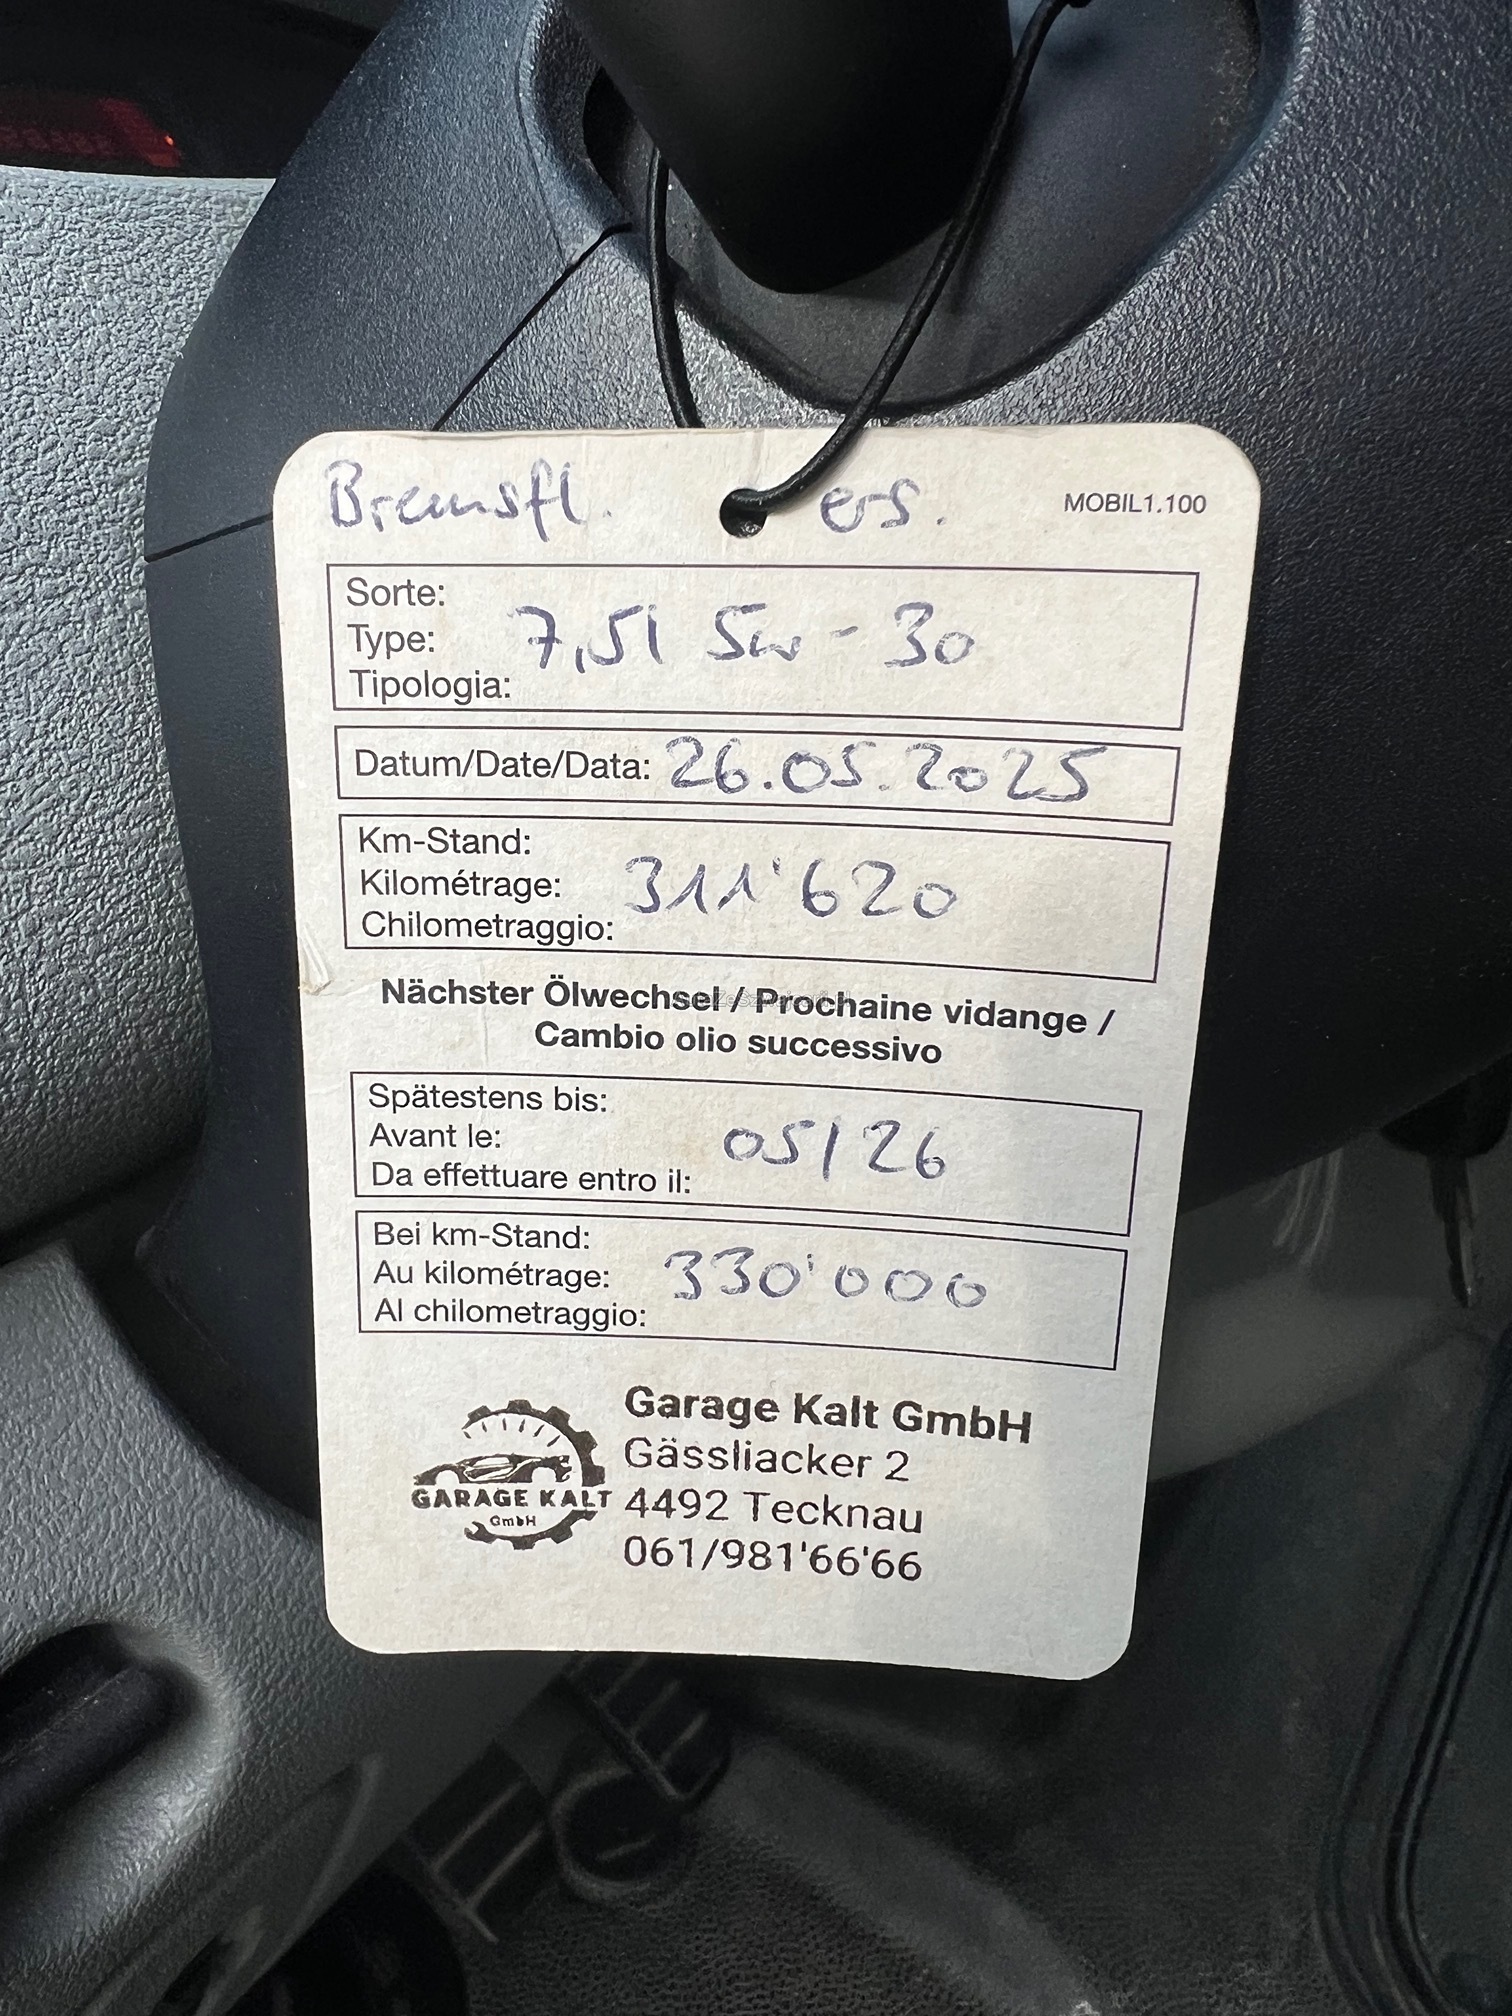 Bremsfl. ers. MOBIL1.100
Sorte:
Type: 7,5l 5w-30
Tipologia:
Datum/Date/Data: 26.05.2025
Km-Stand:
Kilométrage: 311'620
Chilometraggio:
Nächster Ölwechsel / Prochaine vidange /
Cambio olio successivo
Spätestens bis:
Avant le: 05/26
Da effettuare entro il:
Bei km-Stand:
Au kilométrage: 330'000
Al chilometraggio:
Garage Kalt GmbH
Gässliacker 2
GARAGE KALT 4492 Tecknau
GmbH
061/981'66'66